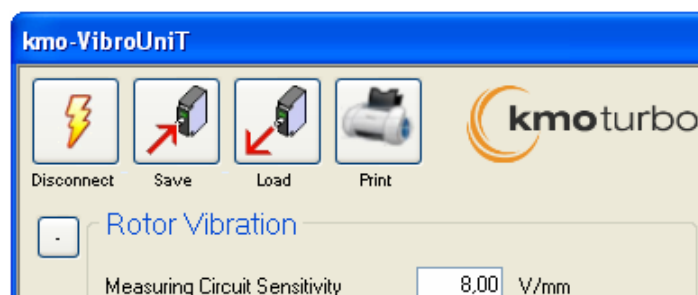 kmo-VibroUniT
kmoturbo
Disconnect Save Load Print
Rotor Vibration
Measuring Circuit Sensitivity 8,00 V/mm